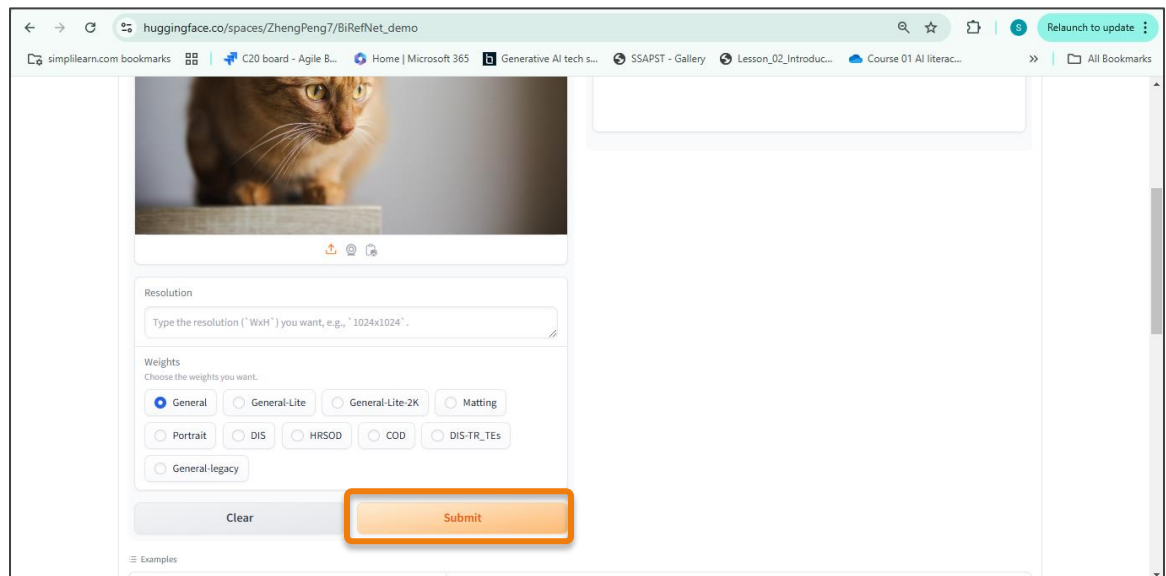 huggingface.co/spaces/ZhengPeng7/BiRefNet_demo S Relaunch to update
simplilearn.com bookmarks C20 board - Agile B... Home | Microsoft 365 Generative AI tech s... SSAPST - Gallery Lesson_02_Introduc... Course 01 AI literac... » All Bookmarks
Resolution
Type the resolution (`WxH`) you want, e.g., `1024x1024`.
Weights
Choose the weights you want.
General General-Lite General-Lite-2K Matting
Portrait DIS HRSOD COD DIS-TR_TEs
General-legacy
Clear Submit
Examples